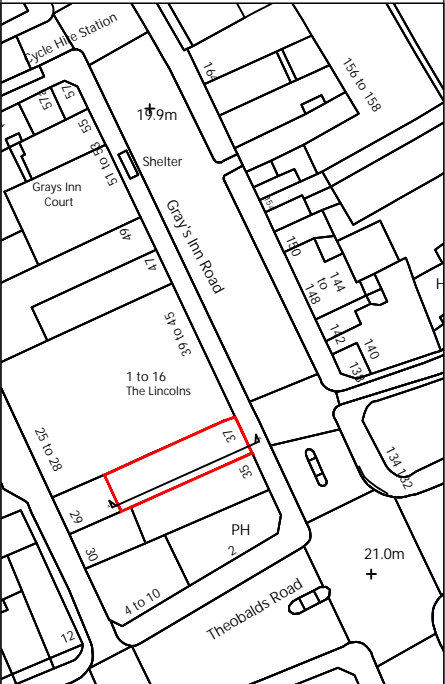 Cycle Hire Station
16
156 to 158
19.9m
57
57a
55
51 to 53
Shelter
Grays Inn
Court
Gray's Inn Road
49
47
150
144
to
148
39 to 45
142
140
138
1 to 16
The Lincolns
37
35
25 to 28
134
132
29
PH
2
30
21.0m
4 to 10
Theobalds Road
12